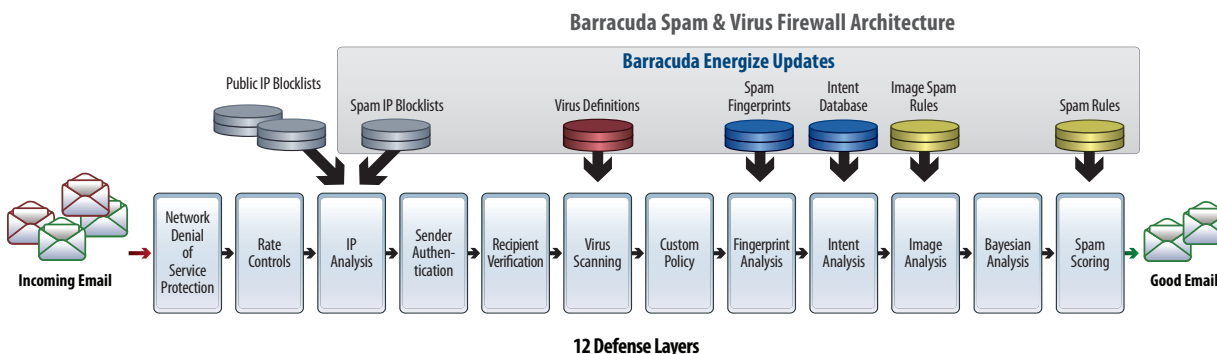 Barracuda Spam & Virus Firewall Architecture
Barracuda Energize Updates
Public IP Blocklists
Spam IP Blocklists
Virus Definitions
Spam
Fingerprints
Intent
Database
Image Spam
Rules
Spam Rules
Incoming Email
Network
Denial
of
Service
Protection
Rate
Controls
IP
Analysis
Sender
Authen-
tication
Recipient
Verification
Virus
Scanning
Custom
Policy
Fingerprint
Analysis
Intent
Analysis
Image
Analysis
Bayesian
Analysis
Spam
Scoring
Good Email
12 Defense Layers